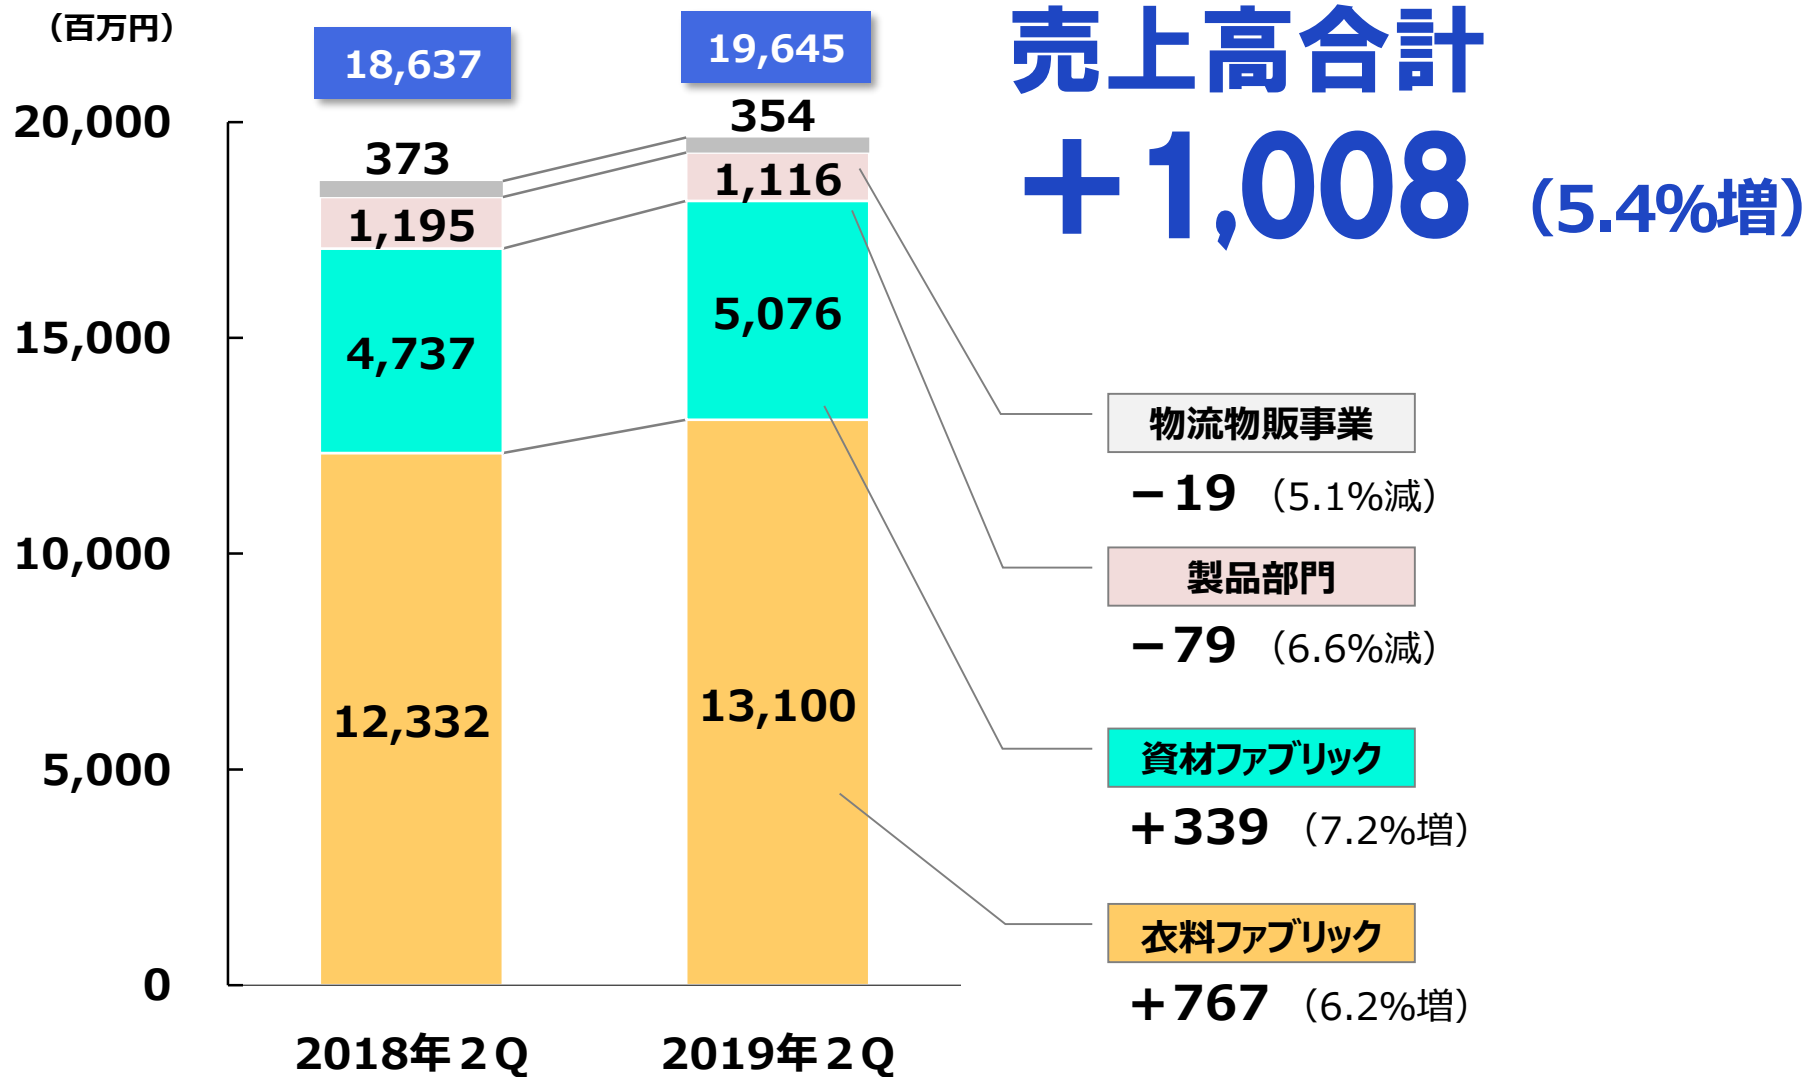 （百万円）
18,637
19,645
売上高合計
＋1,008（5.4%増）
20,000
15,000
10,000
5,000
0
373
1,195
4,737
12,332
354
1,116
5,076
13,100
2018年２Q
2019年２Q
物流物販事業
－19（5.1%減）
製品部門
－79（6.6%減）
資材ファブリック
＋339（7.2%増）
衣料ファブリック
＋767（6.2%増）